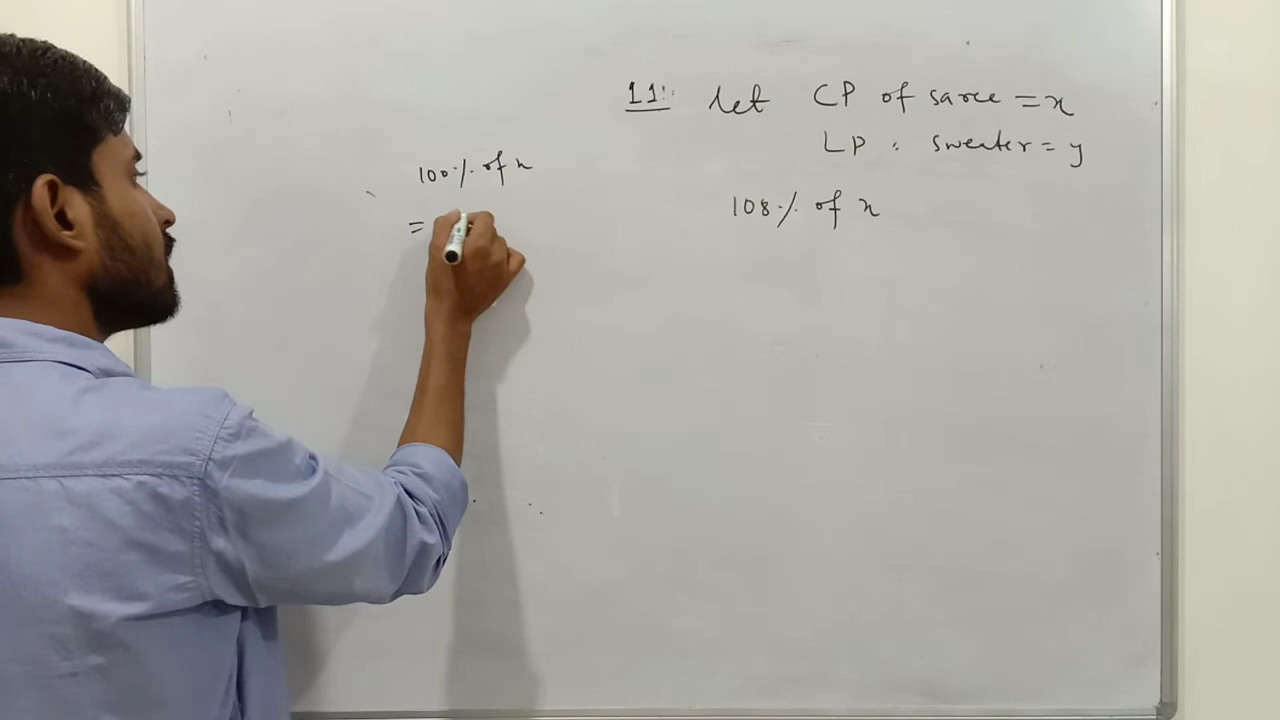 11: let CP of saree = x
LP " sweater = y
108% of x
100% of x
=